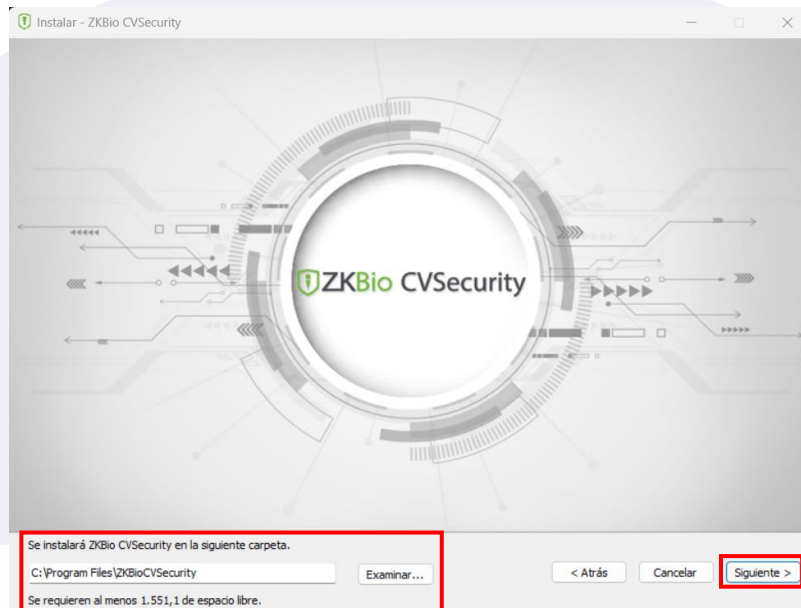 Instalar - ZKBio CVSecurity
ZKBio CVSecurity
Se instalará ZKBio CVSecurity en la siguiente carpeta.
C:\Program Files\ZKBioCVSecurity
Examinar...
< Atrás
Cancelar
Siguiente >
Se requieren al menos 1.551,1 de espacio libre.